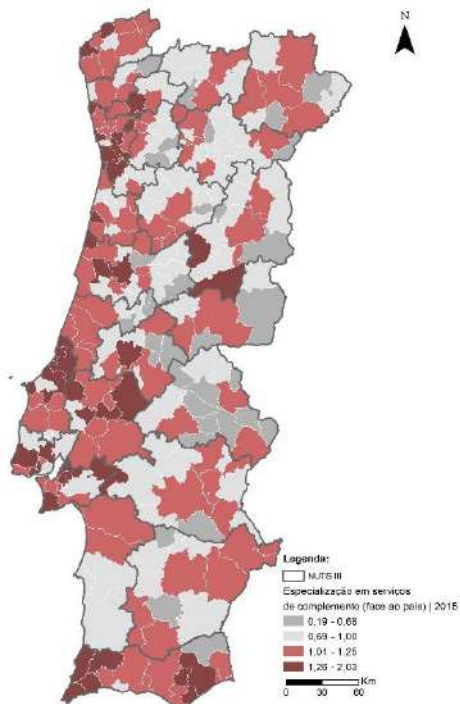 N
Legenda:
NUTS III
Especialização em serviços
de complemento (face ao país) | 2015
0,19 - 0,68
0,69 - 1,00
1,01 - 1,25
1,26 - 2,03
Km
0 30 60